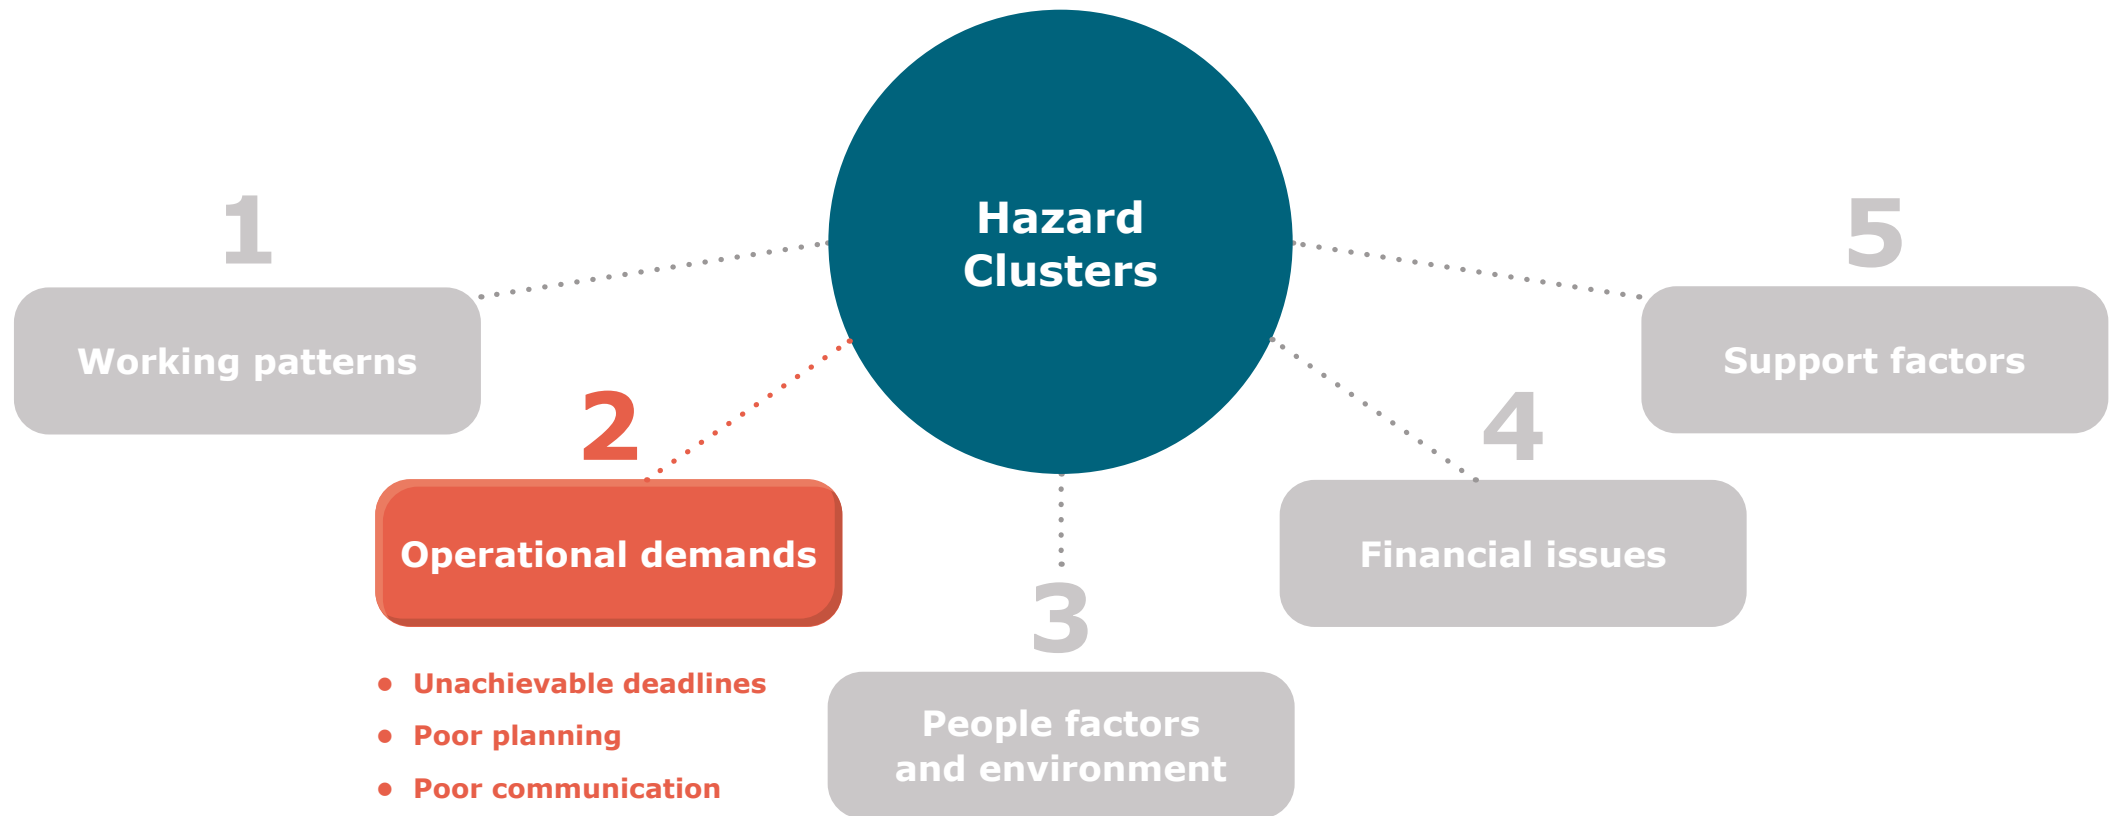 Hazard
Clusters
1
Working patterns
2
Operational demands
• Unachievable deadlines
• Poor planning
• Poor communication
3
People factors
and environment
4
Financial issues
5
Support factors